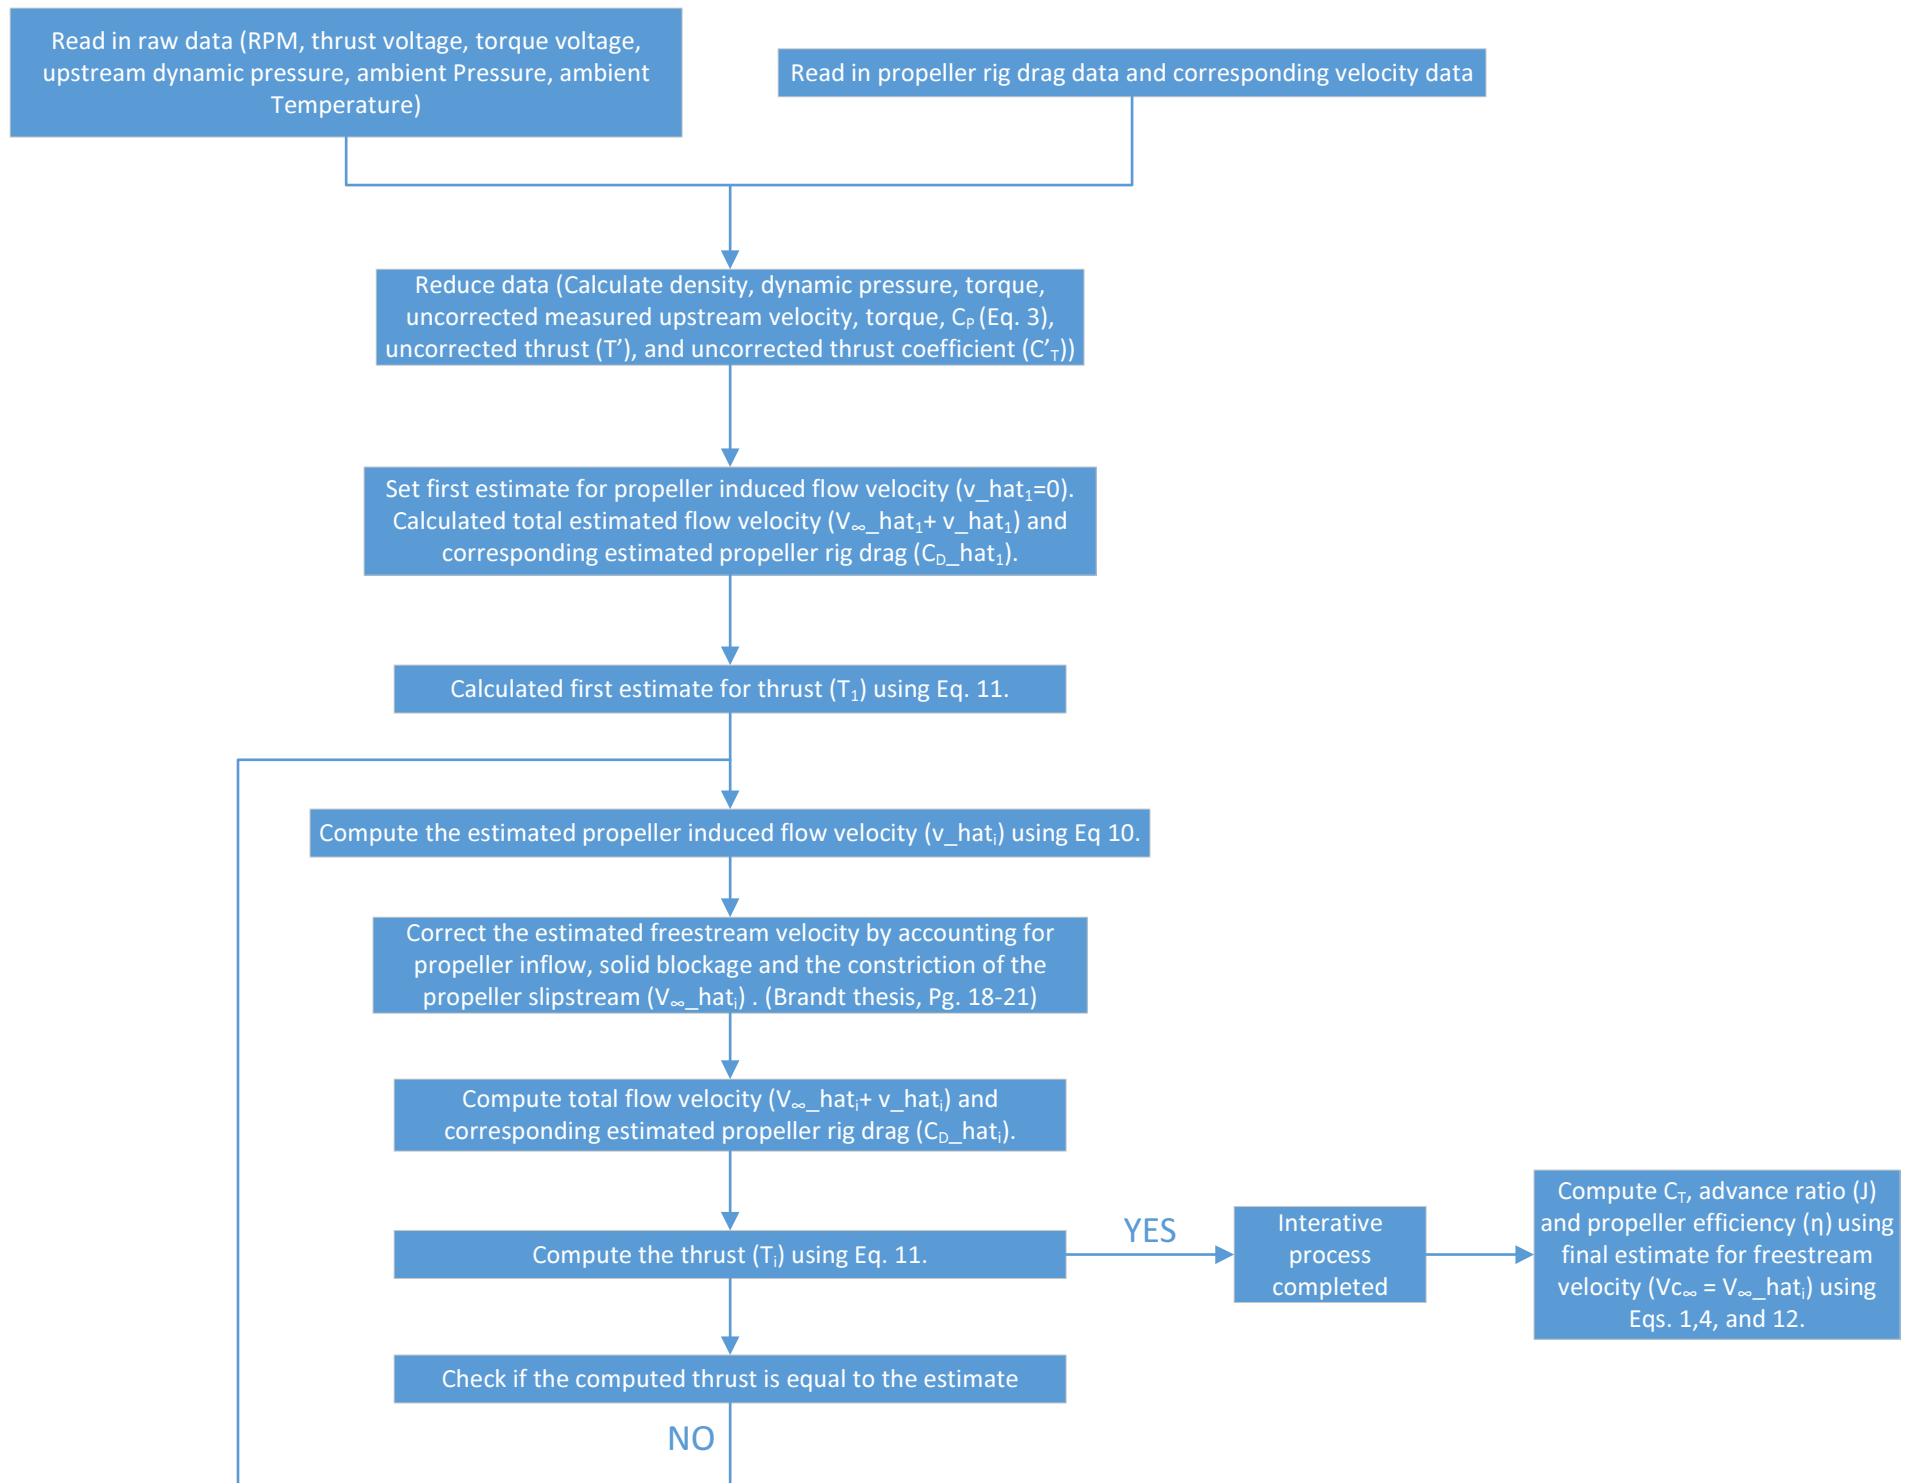 Read in raw data (RPM, thrust voltage, torque voltage,
upstream dynamic pressure, ambient Pressure, ambient
Temperature)
Read in propeller rig drag data and corresponding velocity data
Reduce data (Calculate density, dynamic pressure, torque,
uncorrected measured upstream velocity, torque, C_P (Eq. 3),
uncorrected thrust (T’), and uncorrected thrust coefficient (C’_T))
Set first estimate for propeller induced flow velocity (v_hat₁=0).
Calculated total estimated flow velocity (V∞_hat₁+ v_hat₁) and
corresponding estimated propeller rig drag (C_D_hat₁).
Calculated first estimate for thrust (T₁) using Eq. 11.
Compute the estimated propeller induced flow velocity (v_hatᵢ) using Eq 10.
Correct the estimated freestream velocity by accounting for
propeller inflow, solid blockage and the constriction of the
propeller slipstream (V∞_hatᵢ) . (Brandt thesis, Pg. 18-21)
Compute total flow velocity (V∞_hatᵢ+ v_hatᵢ) and
corresponding estimated propeller rig drag (C_D_hatᵢ).
Compute the thrust (Tᵢ) using Eq. 11.
YES
Interative
process
completed
Compute C_T, advance ratio (J)
and propeller efficiency (η) using
final estimate for freestream
velocity (Vc∞ = V∞_hatᵢ) using
Eqs. 1,4, and 12.
Check if the computed thrust is equal to the estimate
NO